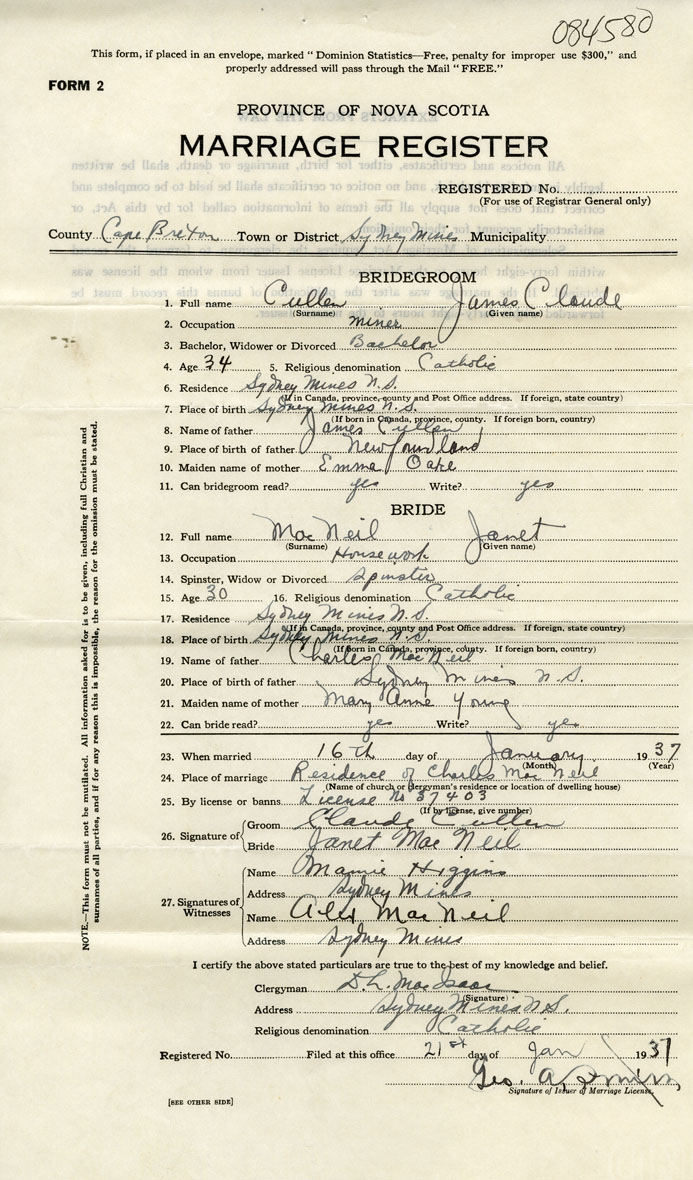 084580
This form, if placed in an envelope, marked "Dominion Statistics—Free, penalty for improper use $300," and
properly addressed will pass through the Mail "FREE."
FORM 2
PROVINCE OF NOVA SCOTIA
MARRIAGE REGISTER
REGISTERED No.
(For use of Registrar General only)
County Cape Breton Town or District Sydney Mines Municipality
BRIDEGROOM
1. Full name Cullen James Claude
(Surname) (Given name)
2. Occupation miner
3. Bachelor, Widower or Divorced Bachelor
4. Age 34 5. Religious denomination Catholic
6. Residence Sydney Mines N.S.
(If in Canada, province, county and Post Office address. If foreign, state country)
7. Place of birth Sydney Mines N.S.
(If born in Canada, province, county. If foreign, born in country)
8. Name of father James Cullen
9. Place of birth of father Newfoundland
10. Maiden name of mother Emma Oake
11. Can bridegroom read? yes Write? yes
BRIDE
12. Full name MacNeil Janet
(Surname) (Given name)
13. Occupation Housework
14. Spinster, Widow or Divorced Spinster
15. Age 30 16. Religious denomination Catholic
17. Residence Sydney Mines N.S.
(If in Canada, province, county and Post Office address. If foreign, state country)
18. Place of birth Sydney Mines N.S.
(If born in Canada, province, county. If foreign, born in country)
19. Name of father Charles MacNeil
20. Place of birth of father Sydney Mines N.S.
21. Maiden name of mother Mary Anne Young
22. Can bride read? yes Write? yes
23. When married 16th day of January 1937
(Month) (Year)
24. Place of marriage Residence of Charles MacNeil
(Name of church or clergyman's residence or location of dwelling house)
25. By license or banns License No 37403
(If by license, give number)
26. Signature of Groom Claude Cullen
Bride Janet MacNeil
27. Signatures of Witnesses Name Mamie Higgins
Address Sydney Mines
Name Alex MacNeil
Address Sydney Mines
I certify the above stated particulars are true to the best of my knowledge and belief.
Clergyman D.L. MacIsaac
(Signature)
Address Sydney Mines N.S.
Religious denomination Catholic
Registered No. Filed at this office 21st day of Jan 1937
Geo. A.
Signature of Issuer of Marriage License.
[SEE OTHER SIDE]
NOTE.—This form must not be mutilated. All information asked for is to be given, including full Christian and
surnames of all parties, and if for any reason this is impossible, the reason for the omission must be stated.